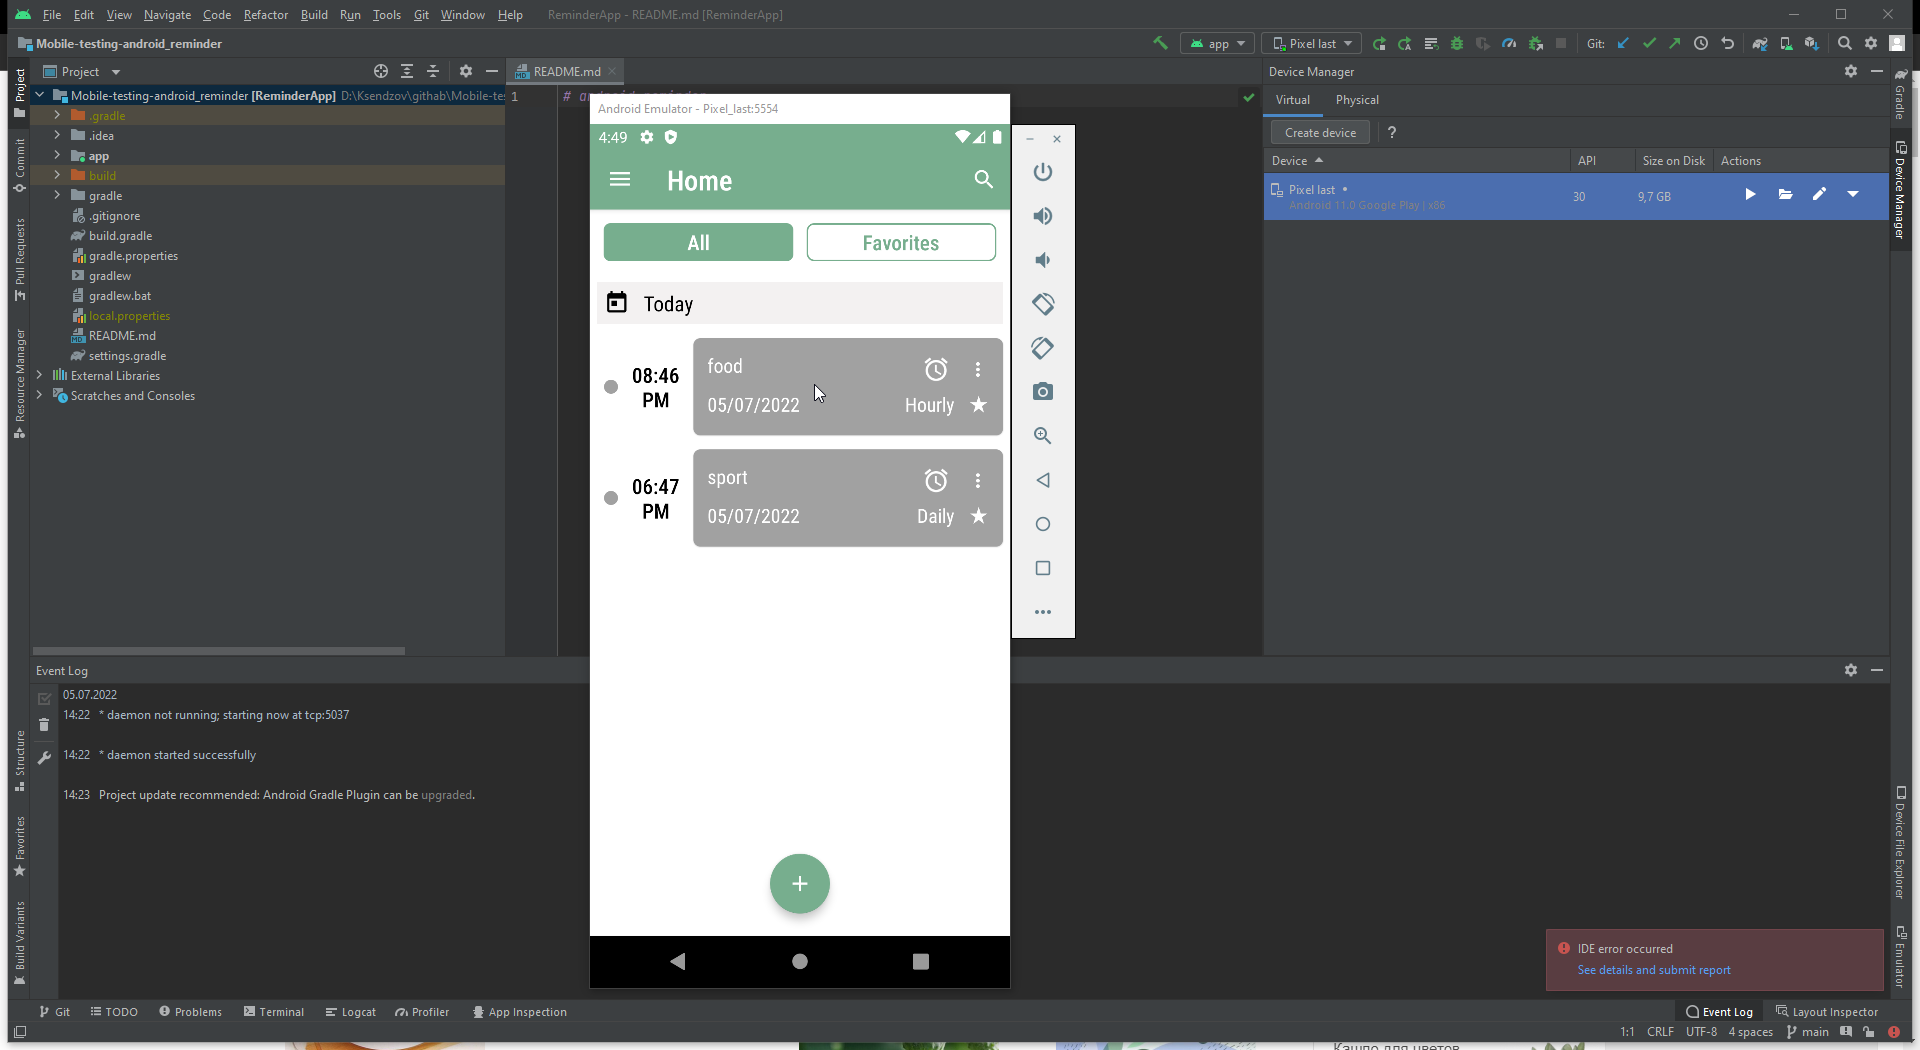 File Edit View Navigate Code Refactor Build Run Tools Git Window Help ReminderApp - README.md [ReminderApp]
Mobile-testing-android_reminder
app
Pixel last
Git:
Project
README.md
Device Manager
Mobile-testing-android_reminder [ReminderApp] D:\Ksendzov\githab\Mobile-te
.gradle
.idea
app
build
gradle
.gitignore
build.gradle
gradle.properties
gradlew
gradlew.bat
local.properties
README.md
settings.gradle
External Libraries
Scratches and Consoles
1
Project
Commit
Pull Requests
Resource Manager
Structure
Favorites
Build Variants
Android Emulator - Pixel_last:5554
4:49
Home
All
Favorites
Today
08:46 PM
food
05/07/2022
Hourly
06:47 PM
sport
05/07/2022
Daily
+
Virtual Physical
Create device ?
Device API Size on Disk Actions
Pixel last 30 9,7 GB
Android 11.0 Google Play | x86
Gradle
Device Manager
Device File Explorer
Emulator
Event Log
05.07.2022
14:22 * daemon not running; starting now at tcp:5037
14:22 * daemon started successfully
14:23 Project update recommended: Android Gradle Plugin can be upgraded.
IDE error occurred
See details and submit report
Git TODO Problems Terminal Logcat Profiler App Inspection Event Log Layout Inspector
1:1 CRLF UTF-8 4 spaces main